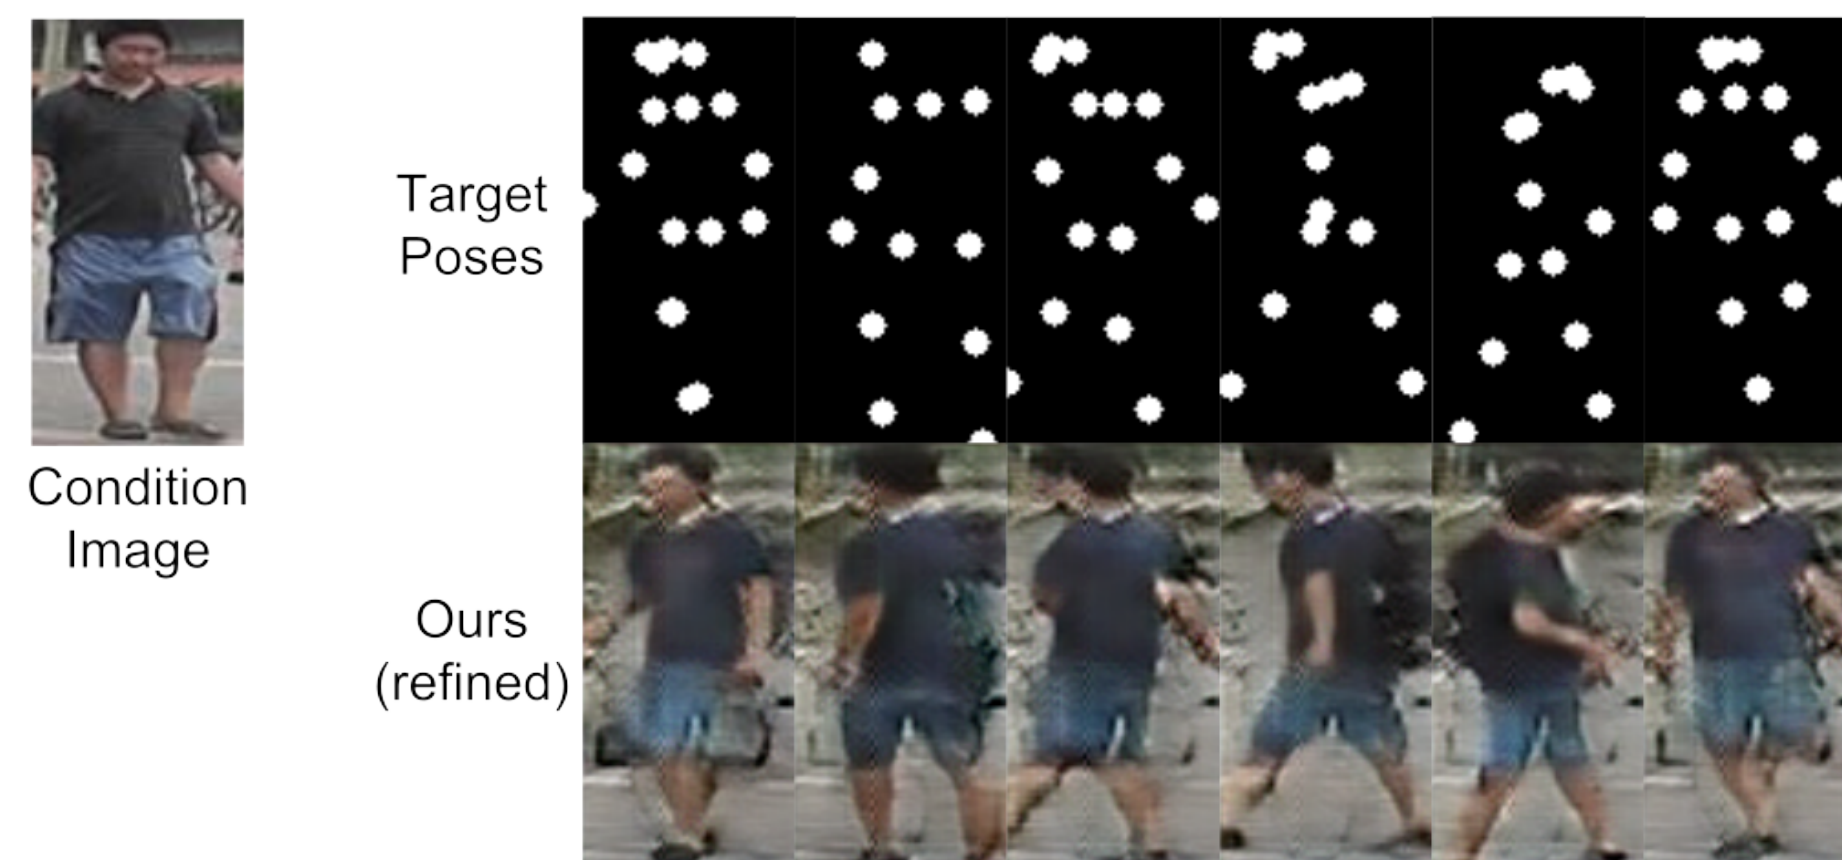 Condition
Image
Target
Poses
Ours
(refined)